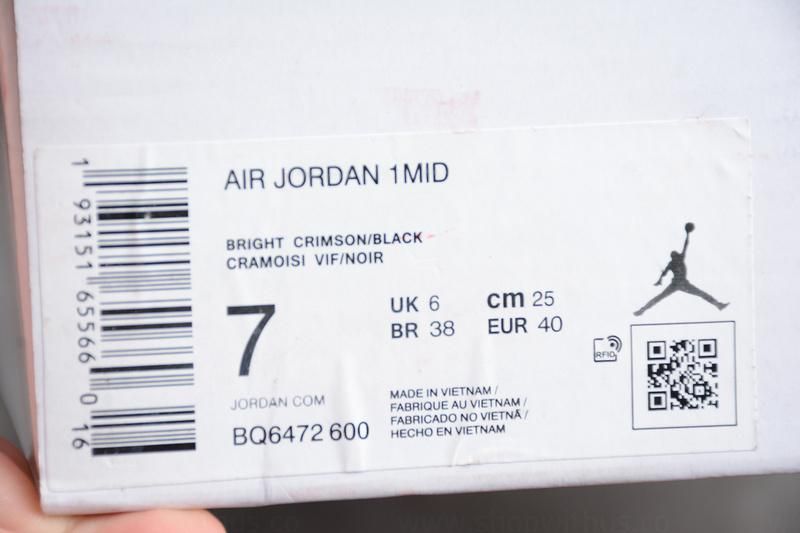 AIR JORDAN 1MID
BRIGHT CRIMSON/BLACK
CRAMOISI VIF/NOIR
7
UK 6
cm 25
BR 38
EUR 40
RFID
JORDAN COM
BQ6472 600
MADE IN VIETNAM /
FABRIQUE AU VIETNAM /
FABRICADO NO VIETNÃ /
HECHO EN VIETNAM
1 93151 65566 0 16